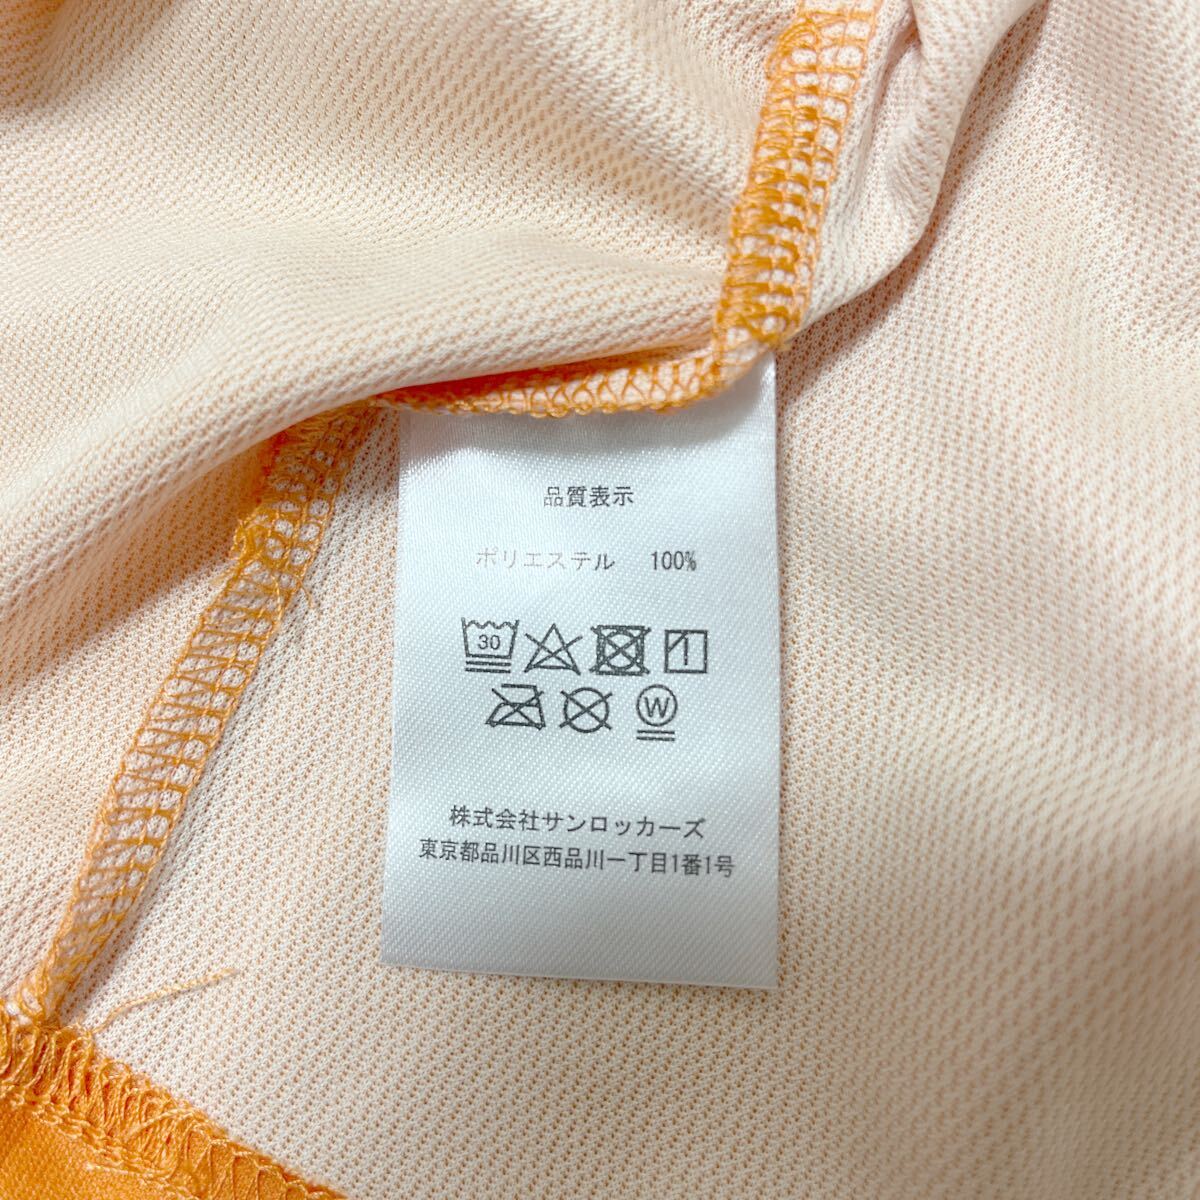 品質表示
ポリエステル 100%
30
W
株式会社サンロッカーズ
東京都品川区西品川一丁目1番1号